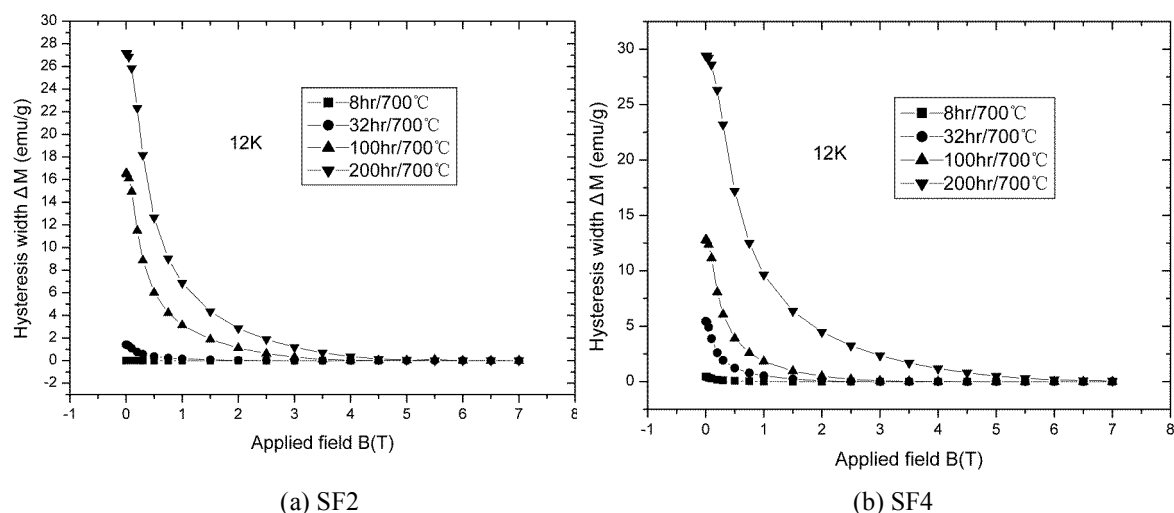 Hysteresis width Δ M (emu/g)
28
26
24
22
20
18
16
14
12
10
8
6
4
2
0
-2
8hr/700℃
32hr/700℃
100hr/700℃
200hr/700℃
12K
-1 0 1 2 3 4 5 6 7 8
Applied field B(T)
(a) SF2
Hysteresis width Δ M (emu/g)
30
25
20
15
10
5
0
8hr/700℃
32hr/700℃
100hr/700℃
200hr/700℃
12K
-1 0 1 2 3 4 5 6 7 8
Applied field B(T)
(b) SF4